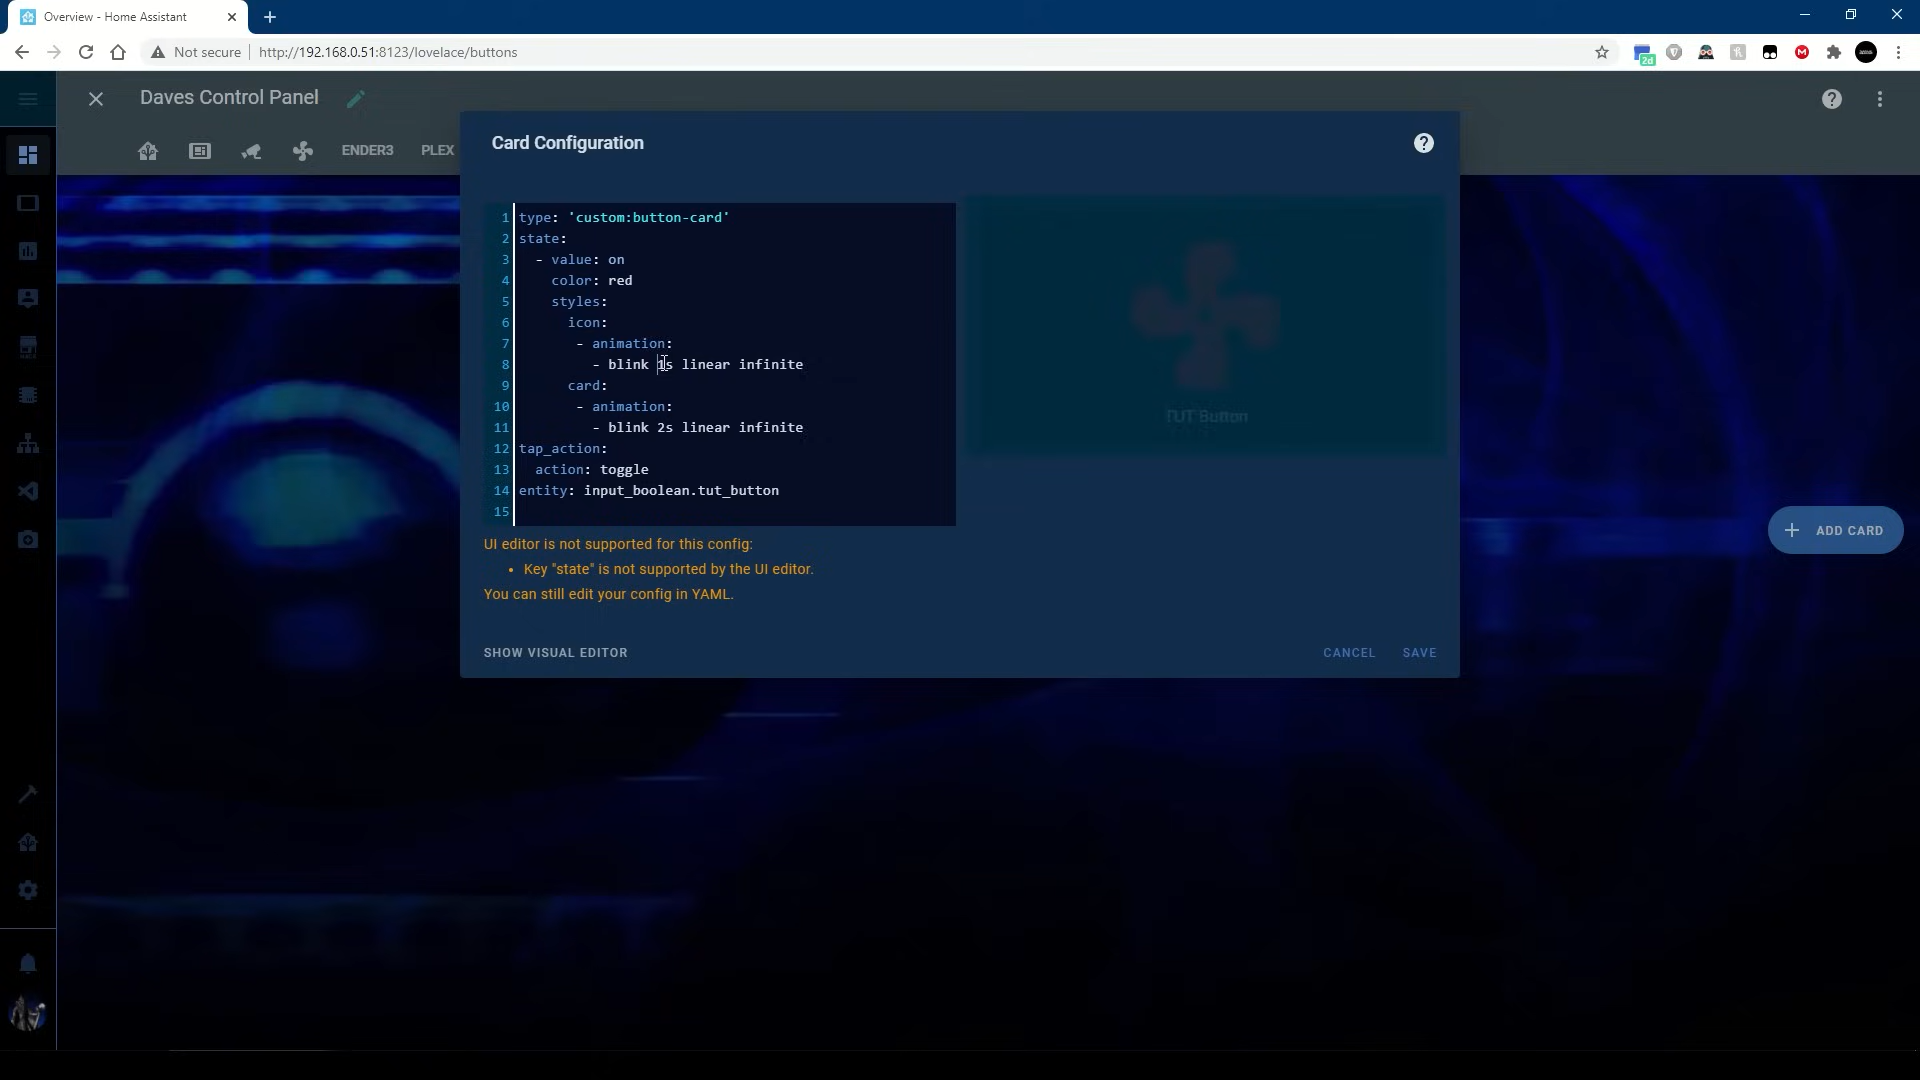 Overview - Home Assistant
Not secure | http://192.168.0.51:8123/lovelace/buttons
2d
Daves Control Panel
ENDER3 PLEX
Card Configuration
1 type: 'custom:button-card'
2 state:
3 - value: on
4 color: red
5 styles:
6 icon:
7 - animation:
8 - blink 1s linear infinite
9 card:
10 - animation:
11 - blink 2s linear infinite
12 tap_action:
13 action: toggle
14 entity: input_boolean.tut_button
15
TUT Button
ADD CARD
UI editor is not supported for this config:
• Key "state" is not supported by the UI editor.
You can still edit your config in YAML.
SHOW VISUAL EDITOR
CANCEL SAVE